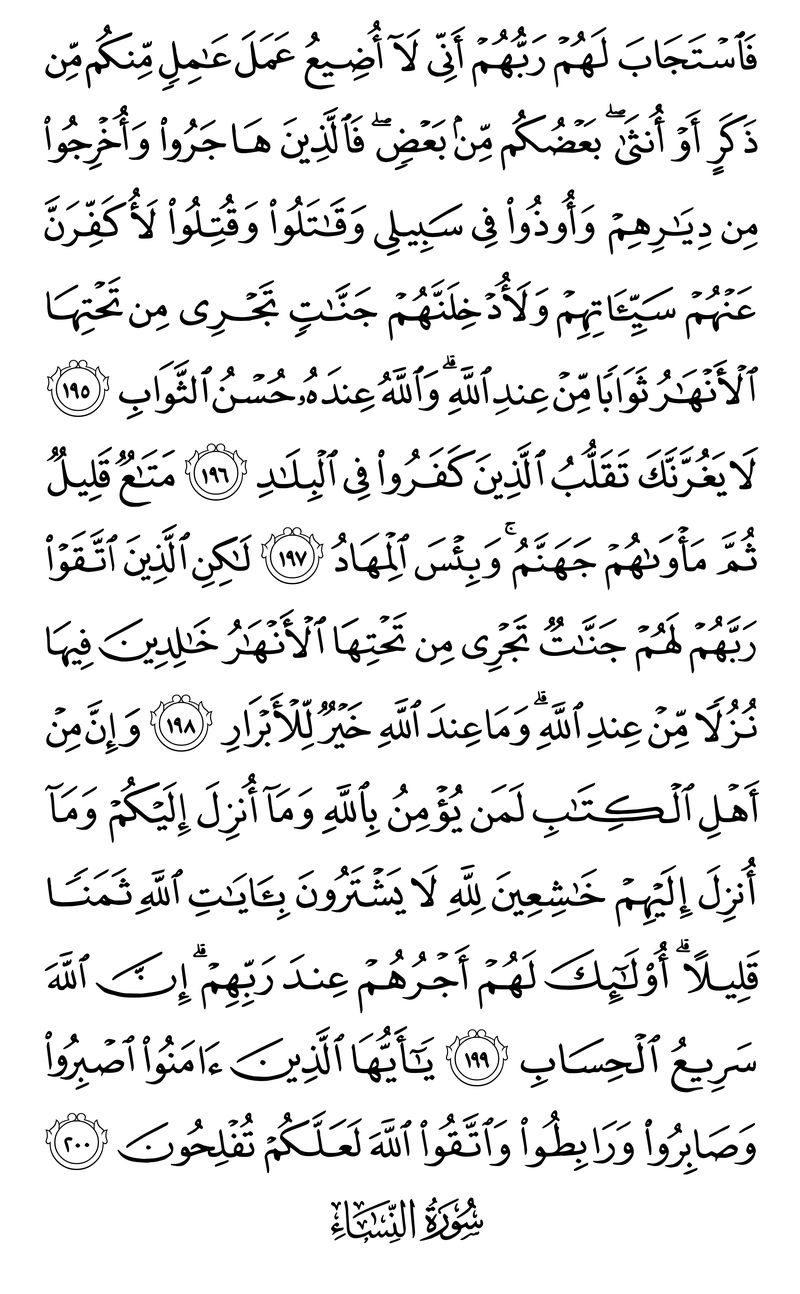 فَٱسۡتَجَابَ لَهُمۡ رَبُّهُمۡ أَنِّي لَآ أُضِيعُ عَمَلَ عَٰمِلٖ مِّنكُم مِّن
ذَكَرٍ أَوۡ أُنثَىٰۖ بَعۡضُكُم مِّنۢ بَعۡضٖۖ فَٱلَّذِينَ هَاجَرُواْ وَأُخۡرِجُواْ
مِن دِيَٰرِهِمۡ وَأُوذُواْ فِي سَبِيلِي وَقَٰتَلُواْ وَقُتِلُواْ لَأُكَفِّرَنَّ
عَنۡهُمۡ سَيِّـَٔاتِهِمۡ وَلَأُدۡخِلَنَّهُمۡ جَنَّٰتٖ تَجۡرِي مِن تَحۡتِهَا
ٱلۡأَنۡهَٰرُ ثَوَابٗا مِّنۡ عِندِ ٱللَّهِۚ وَٱللَّهُ عِندَهُۥ حُسۡنُ ٱلثَّوَابِ ١٩٥
لَا يَغُرَّنَّكَ تَقَلُّبُ ٱلَّذِينَ كَفَرُواْ فِي ٱلۡبِلَٰدِ ١٩٦ مَتَٰعٞ قَلِيلٞ
ثُمَّ مَأۡوَىٰهُمۡ جَهَنَّمُۚ وَبِئۡسَ ٱلۡمِهَادُ ١٩٧ لَٰكِنِ ٱلَّذِينَ ٱتَّقَوۡاْ
رَبَّهُمۡ لَهُمۡ جَنَّٰتٞ تَجۡرِي مِن تَحۡتِهَا ٱلۡأَنۡهَٰرُ خَٰلِدِينَ فِيهَا
نُزُلٗا مِّنۡ عِندِ ٱللَّهِۗ وَمَا عِندَ ٱللَّهِ خَيۡرٞ لِّلۡأَبۡرَارِ ١٩٨ وَإِنَّ مِنۡ
أَهۡلِ ٱلۡكِتَٰبِ لَمَن يُؤۡمِنُ بِٱللَّهِ وَمَآ أُنزِلَ إِلَيۡكُمۡ وَمَآ
أُنزِلَ إِلَيۡهِمۡ خَٰشِعِينَ لِلَّهِ لَا يَشۡتَرُونَ بِـَٔايَٰتِ ٱللَّهِ ثَمَنٗا
قَلِيلًاۗ أُوْلَٰٓئِكَ لَهُمۡ أَجۡرُهُمۡ عِندَ رَبِّهِمۡۗ إِنَّ ٱللَّهَ
سَرِيعُ ٱلۡحِسَابِ ١٩٩ يَٰٓأَيُّهَا ٱلَّذِينَ ءَامَنُواْ ٱصۡبِرُواْ
وَصَابِرُواْ وَرَابِطُواْ وَٱتَّقُواْ ٱللَّهَ لَعَلَّكُمۡ تُفۡلِحُونَ ٢٠٠
سُورَةُ النِّسَاءِ